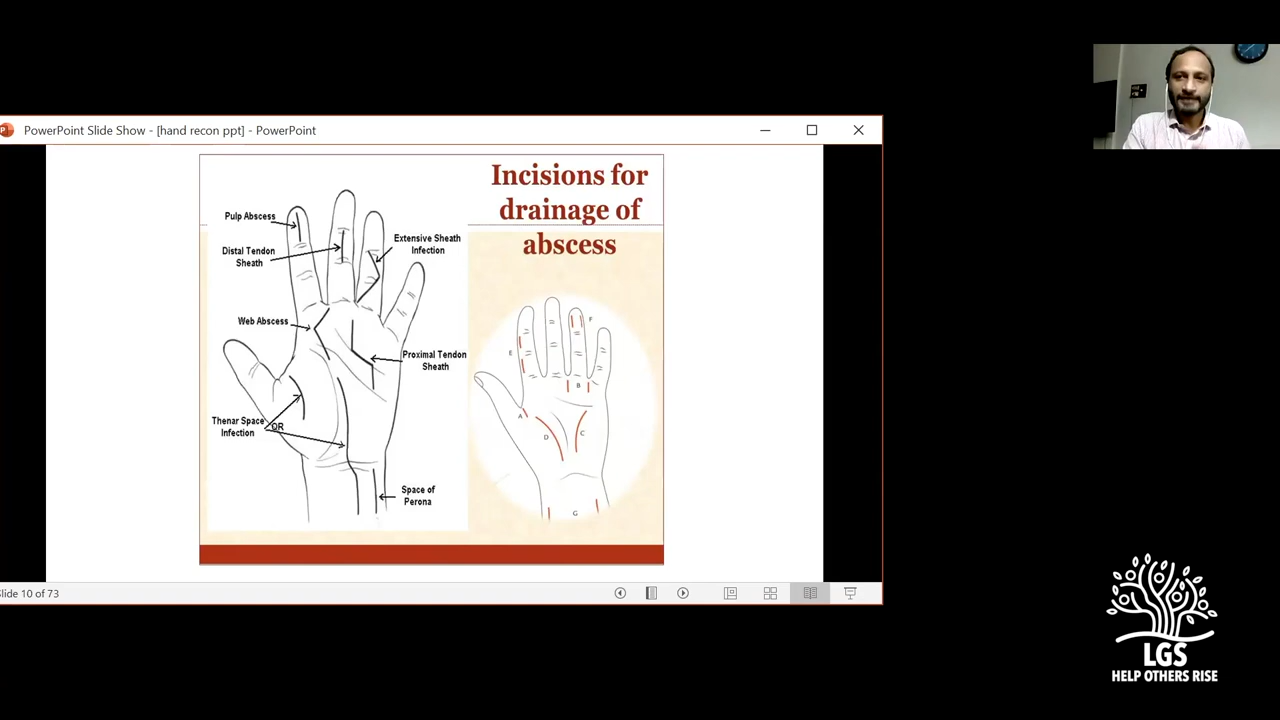 PowerPoint Slide Show - [hand recon ppt] - PowerPoint
Incisions for
drainage of
abscess
Pulp Abscess
Distal Tendon
Sheath
Extensive Sheath
Infection
Web Abscess
Proximal Tendon
Sheath
Thenar Space
Infection
OR
Space of
Perona
F
E
B
A
D
C
G
Slide 10 of 73
LGS
HELP OTHERS RISE